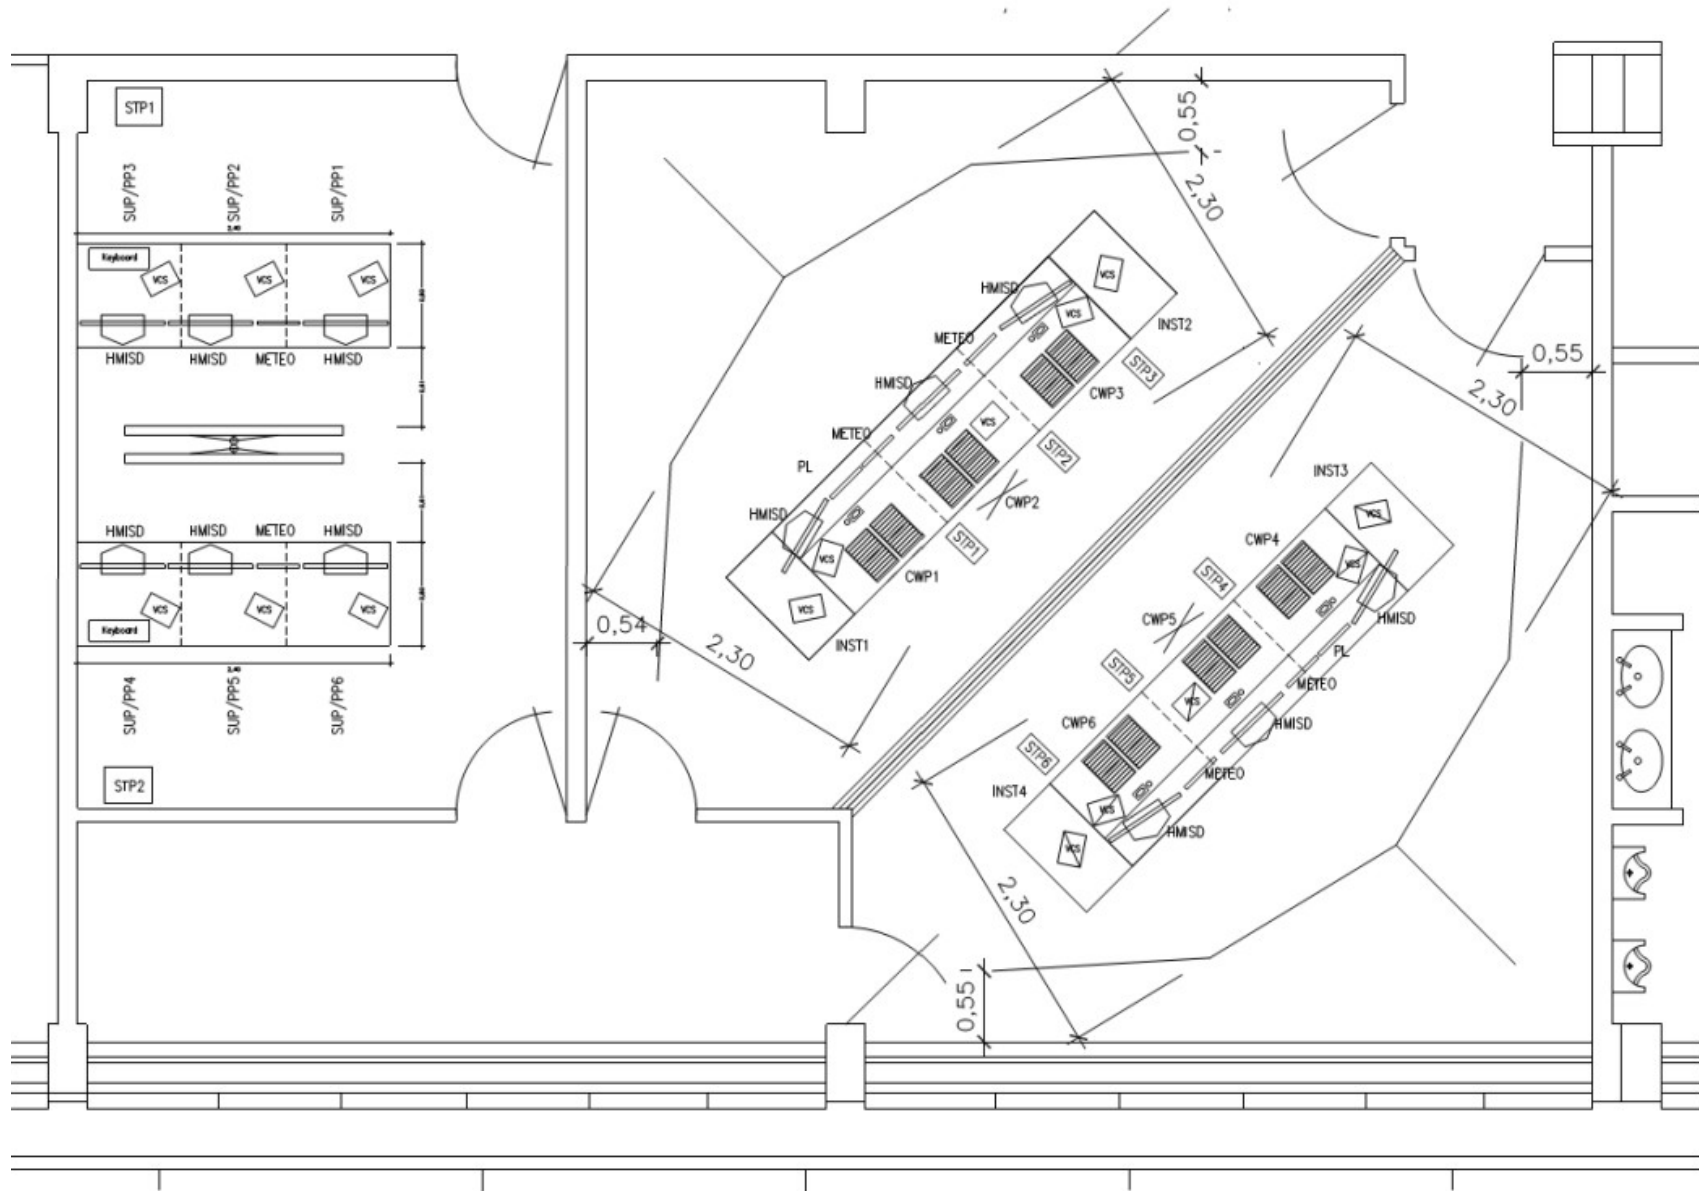 STP1
SUP/PP3
SUP/PP2
SUP/PP1
2,40
Keyboard
VCS
VCS
VCS
HMISD
HMISD
METEO
HMISD
HMISD
HMISD
METEO
HMISD
VCS
VCS
VCS
Keyboard
2,40
SUP/PP4
SUP/PP5
SUP/PP6
STP2
0,55
2,30
VCS
HMISD
VCS
INST2
METEO
STP3
HMISD
CWP3
METEO
VCS
STP2
PL
CWP2
HMISD
STP1
VCS
CWP1
VCS
INST1
0,54
2,30
0,55
2,30
INST3
VCS
CWP4
VCS
STP4
HMISD
CWP5
PL
STP5
METEO
VCS
HMISD
CWP6
STP6
METEO
INST4
VCS
HMISD
VCS
2,30
0,55